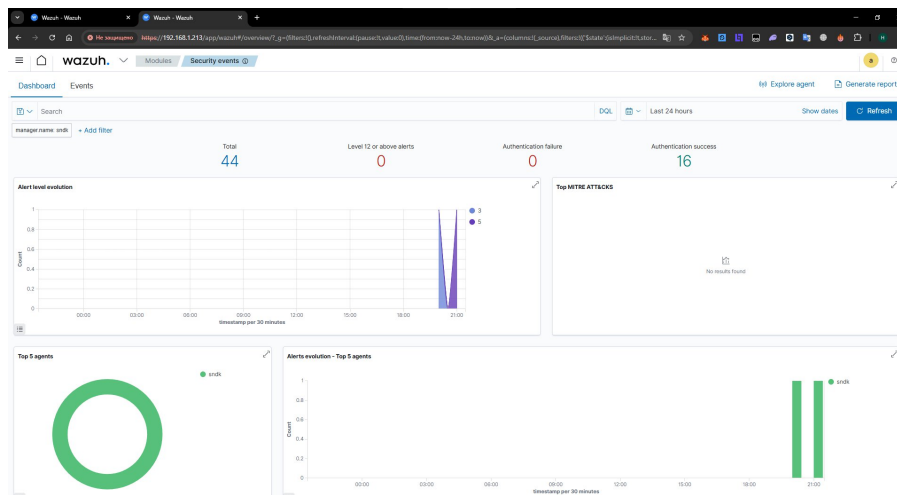 Wazuh - Wazuh
Wazuh - Wazuh
Не защищено https://192.168.1.213/app/wazuh#/overview/?_g=(filters:!(),refreshInterval:(pause:!t,value:0),time:(from:now-24h,to:now))&_a=(columns:!(_source),filters:!(('$state':(isImplicit:!t,stor...
wazuh. Modules Security events
a
Dashboard Events Explore agent Generate report
Search DQL Last 24 hours Show dates Refresh
manager.name: sndk + Add filter
Total Level 12 or above alerts Authentication failure Authentication success
44 0 0 16
Alert level evolution
1
0.8
0.6
0.4
0.2
0
Count
00:00 03:00 06:00 09:00 12:00 15:00 18:00 21:00
timestamp per 30 minutes
3
5
Top MITRE ATT&CKS
No results found
Top 5 agents
sndk
Alerts evolution - Top 5 agents
1
0.8
0.6
0.4
0.2
0
Count
00:00 03:00 06:00 09:00 12:00 15:00 18:00 21:00
timestamp per 30 minutes
sndk